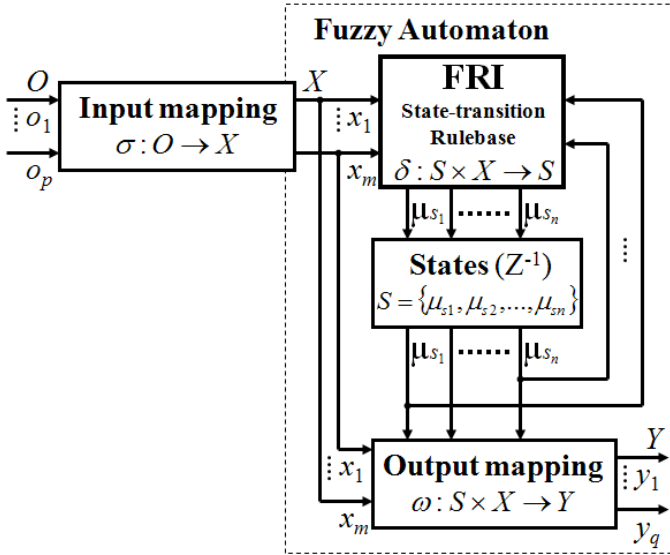 Fuzzy Automaton
O
⋮ o₁
oₚ
Input mapping
σ : O → X
X
⋮ x₁
xₘ
FRI
State-transition
Rulebase
δ : S × X → S
μs₁ ······· μsₙ
States (Z⁻¹)
S = {μs1, μs2,..., μsn}
μs₁ ······· μsₙ
⋮
⋮ x₁
xₘ
Output mapping
ω : S × X → Y
Y
⋮ y₁
y_q